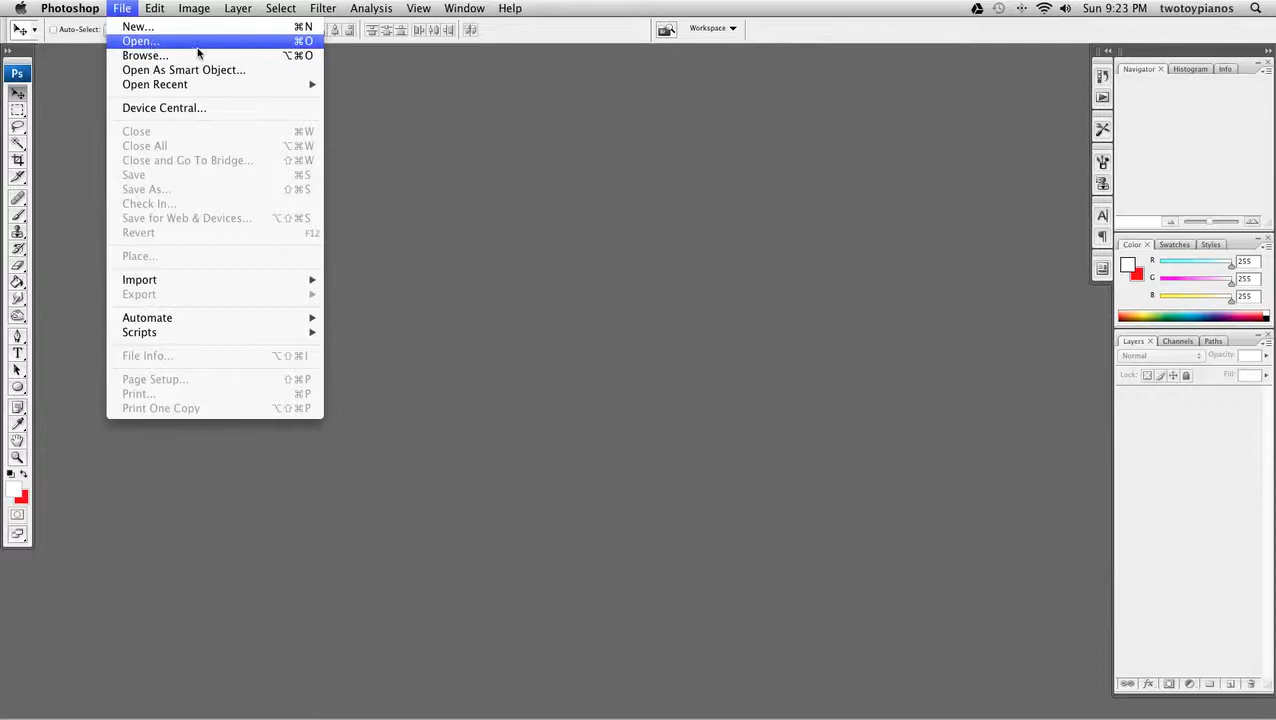 Photoshop File Edit Image Layer Select Filter Analysis View Window Help Sun 9:23 PM twotoypianos
Auto-Select: Workspace
Ps
New... ⌘N
Open... ⌘O
Browse... ⌥⌘O
Open As Smart Object...
Open Recent
Device Central...
Close ⌘W
Close All ⌥⌘W
Close and Go To Bridge... ⇧⌘W
Save ⌘S
Save As... ⇧⌘S
Check In...
Save for Web & Devices... ⌥⇧⌘S
Revert F12
Place...
Import
Export
Automate
Scripts
File Info... ⌥⇧⌘I
Page Setup... ⇧⌘P
Print... ⌘P
Print One Copy ⌥⇧⌘P
Navigator Histogram Info
Color Swatches Styles
R 255
G 255
B 255
Layers Channels Paths
Normal Opacity:
Lock: Fill: